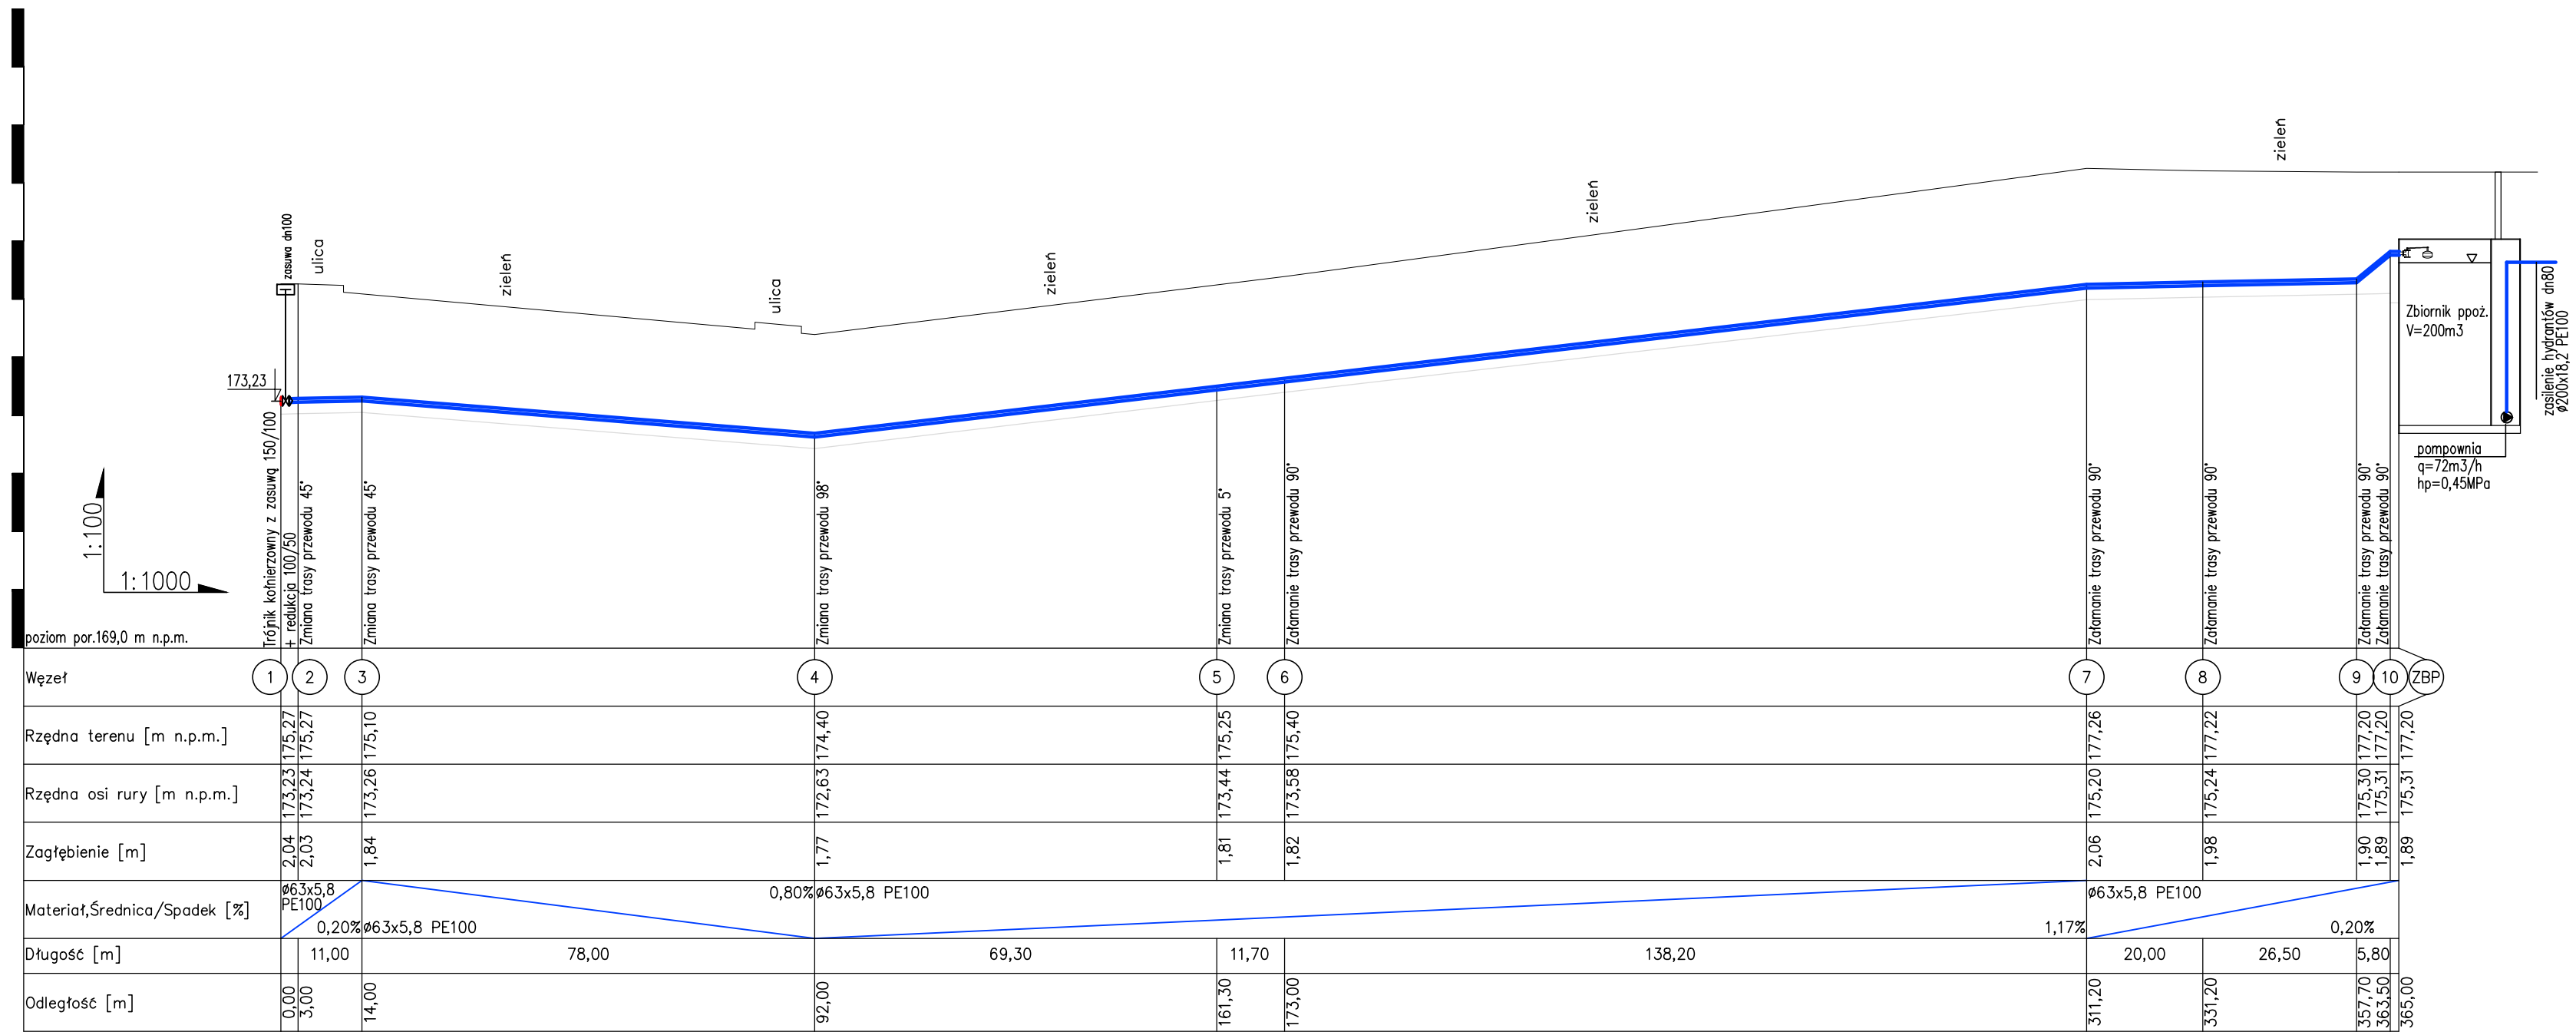 zieleń
zieleń
zasuwa dn100
ulica
zieleń
ulica
zieleń
173,23
Zbiornik ppoż.
V=200m3
zasilenie hydrantów dn80
ø200x18,2 PE100
pompownia
q=72m3/h
hp=0,45MPa
1:100
1:1000
Trójnik kołnierzowny z zasuwą 150/100
+ redukcja 100/50
Zmiana trasy przewodu 45°
Zmiana trasy przewodu 45°
Zmiana trasy przewodu 98°
Zmiana trasy przewodu 5°
Załamanie trasy przewodu 90°
Załamanie trasy przewodu 90°
Załamanie trasy przewodu 90°
Załamanie trasy przewodu 90°
Załamanie trasy przewodu 90°
poziom por.169,0 m n.p.m.
Węzeł 1 2 3 4 5 6 7 8 9 10 ZBP
Rzędna terenu [m n.p.m.] 175,27 175,27 175,10 174,40 175,25 175,40 177,26 177,22 177,20 177,20 177,20
Rzędna osi rury [m n.p.m.] 173,23 173,24 173,26 172,63 173,44 173,58 175,20 175,24 175,30 175,31 175,31
Zagłębienie [m] 2,04 2,03 1,84 1,77 1,81 1,82 2,06 1,98 1,90 1,89 1,89
Materiał,Średnica/Spadek [%]
ø63x5,8
PE100
0,20% ø63x5,8 PE100
0,80% ø63x5,8 PE100
1,17% ø63x5,8 PE100
0,20%
Długość [m] 11,00 78,00 69,30 11,70 138,20 20,00 26,50 5,80
Odległość [m] 0,00 3,00 14,00 92,00 161,30 173,00 311,20 331,20 357,70 363,50 365,00